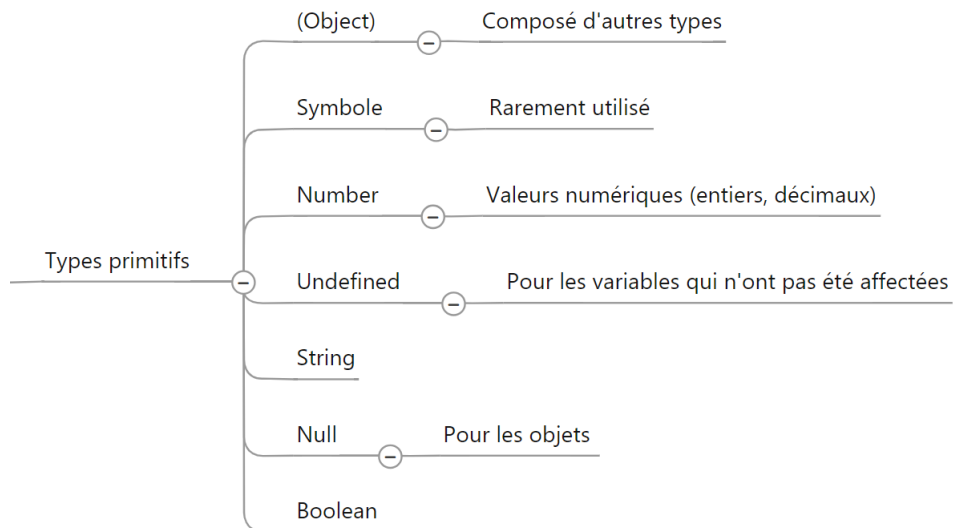 (Object)
Composé d'autres types
Symbole
Rarement utilisé
Number
Valeurs numériques (entiers, décimaux)
Types primitifs
Undefined
Pour les variables qui n'ont pas été affectées
String
Null
Pour les objets
Boolean